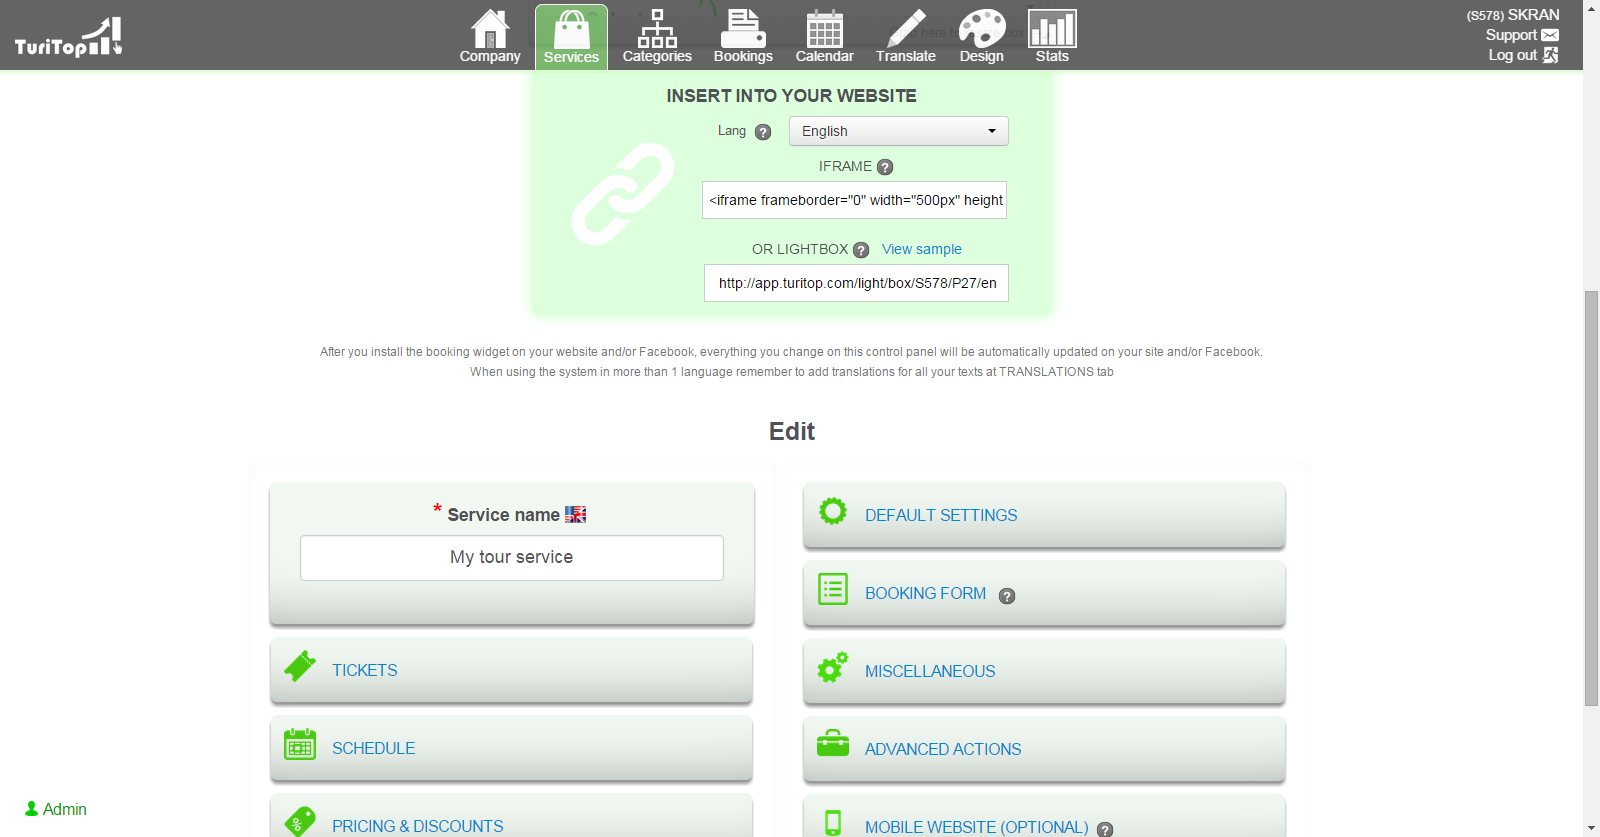 TuriTop
Company
Services
Categories
Bookings
Calendar
Translate
Design
Stats
(S578) SKRAN
Support
Log out
INSERT INTO YOUR WEBSITE
Lang ?
English
IFRAME ?
<iframe frameborder="0" width="500px" height
OR LIGHTBOX ? View sample
http://app.turitop.com/light/box/S578/P27/en
After you install the booking widget on your website and/or Facebook, everything you change on this control panel will be automatically updated on your site and/or Facebook.
When using the system in more than 1 language remember to add translations for all your texts at TRANSLATIONS tab
Edit
* Service name
My tour service
TICKETS
SCHEDULE
PRICING & DISCOUNTS
DEFAULT SETTINGS
BOOKING FORM ?
MISCELLANEOUS
ADVANCED ACTIONS
MOBILE WEBSITE (OPTIONAL) ?
Admin